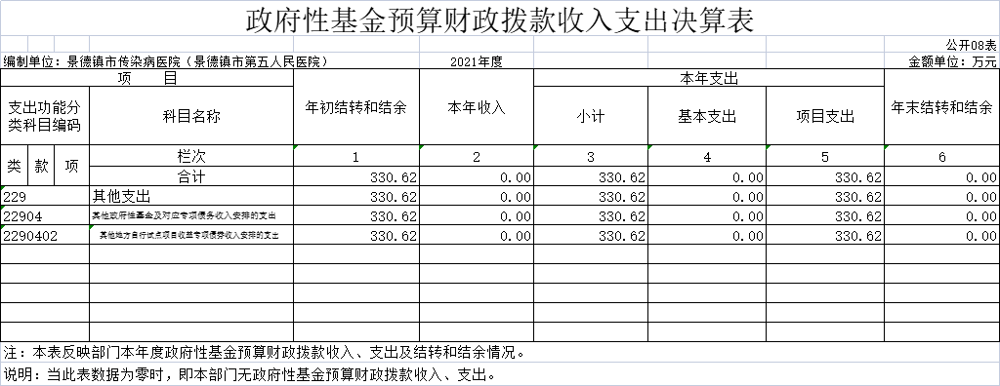 政府性基金预算财政拨款收入支出决算表
公开08表
编制单位：景德镇市传染病医院（景德镇市第五人民医院） 2021年度 金额单位：万元
项 目 年初结转和结余 本年收入 本年支出 年末结转和结余
支出功能分类科目编码 科目名称 小计 基本支出 项目支出
类 款 项 栏次 1 2 3 4 5 6
合计 330.62 0.00 330.62 0.00 330.62 0.00
229 其他支出 330.62 0.00 330.62 0.00 330.62 0.00
22904 其他政府性基金及对应专项债务收入安排的支出 330.62 0.00 330.62 0.00 330.62 0.00
2290402 其他地方自行试点项目收益专项债券收入安排的支出 330.62 0.00 330.62 0.00 330.62 0.00
注：本表反映部门本年度政府性基金预算财政拨款收入、支出及结转和结余情况。
说明：当此表数据为零时，即本部门无政府性基金预算财政拨款收入、支出。